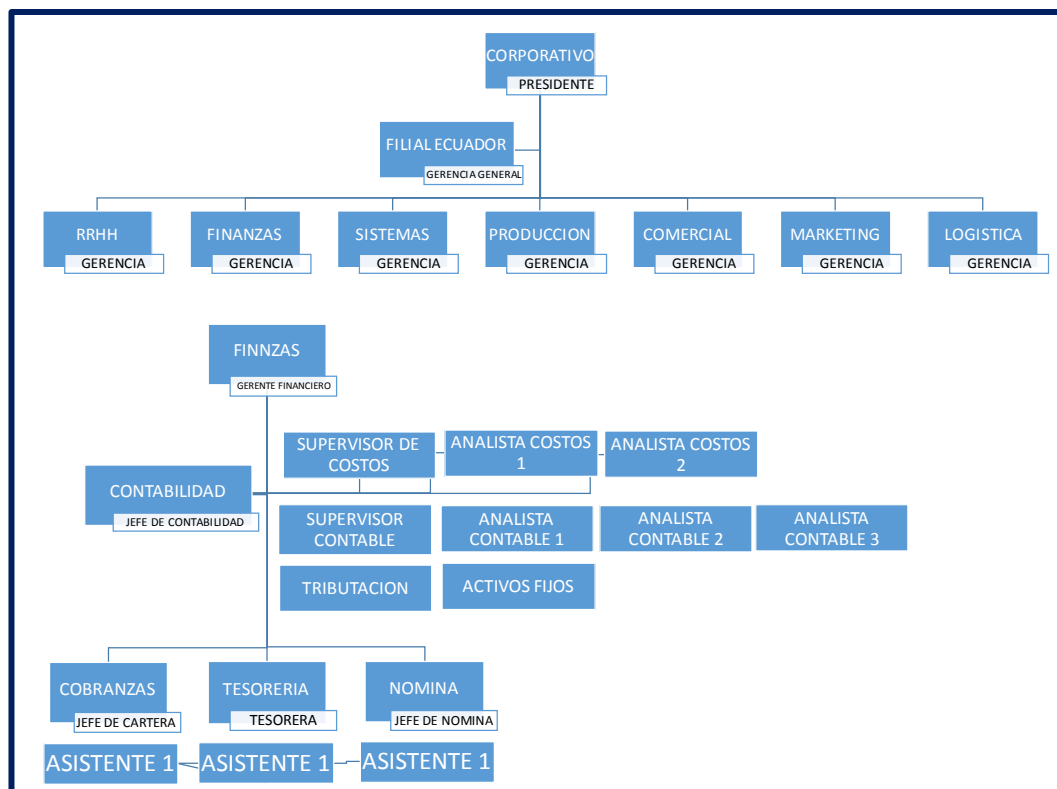 CORPORATIVO
PRESIDENTE
FILIAL ECUADOR
GERENCIA GENERAL
RRHH
GERENCIA
FINANZAS
GERENCIA
SISTEMAS
GERENCIA
PRODUCCION
GERENCIA
COMERCIAL
GERENCIA
MARKETING
GERENCIA
LOGISTICA
GERENCIA
FINNZAS
GERENTE FINANCIERO
SUPERVISOR DE
COSTOS
ANALISTA COSTOS
1
ANALISTA COSTOS
2
CONTABILIDAD
JEFE DE CONTABILIDAD
SUPERVISOR
CONTABLE
ANALISTA
CONTABLE 1
ANALISTA
CONTABLE 2
ANALISTA
CONTABLE 3
TRIBUTACION
ACTIVOS FIJOS
COBRANZAS
JEFE DE CARTERA
TESORERIA
TESORERA
NOMINA
JEFE DE NOMINA
ASISTENTE 1
ASISTENTE 1
ASISTENTE 1